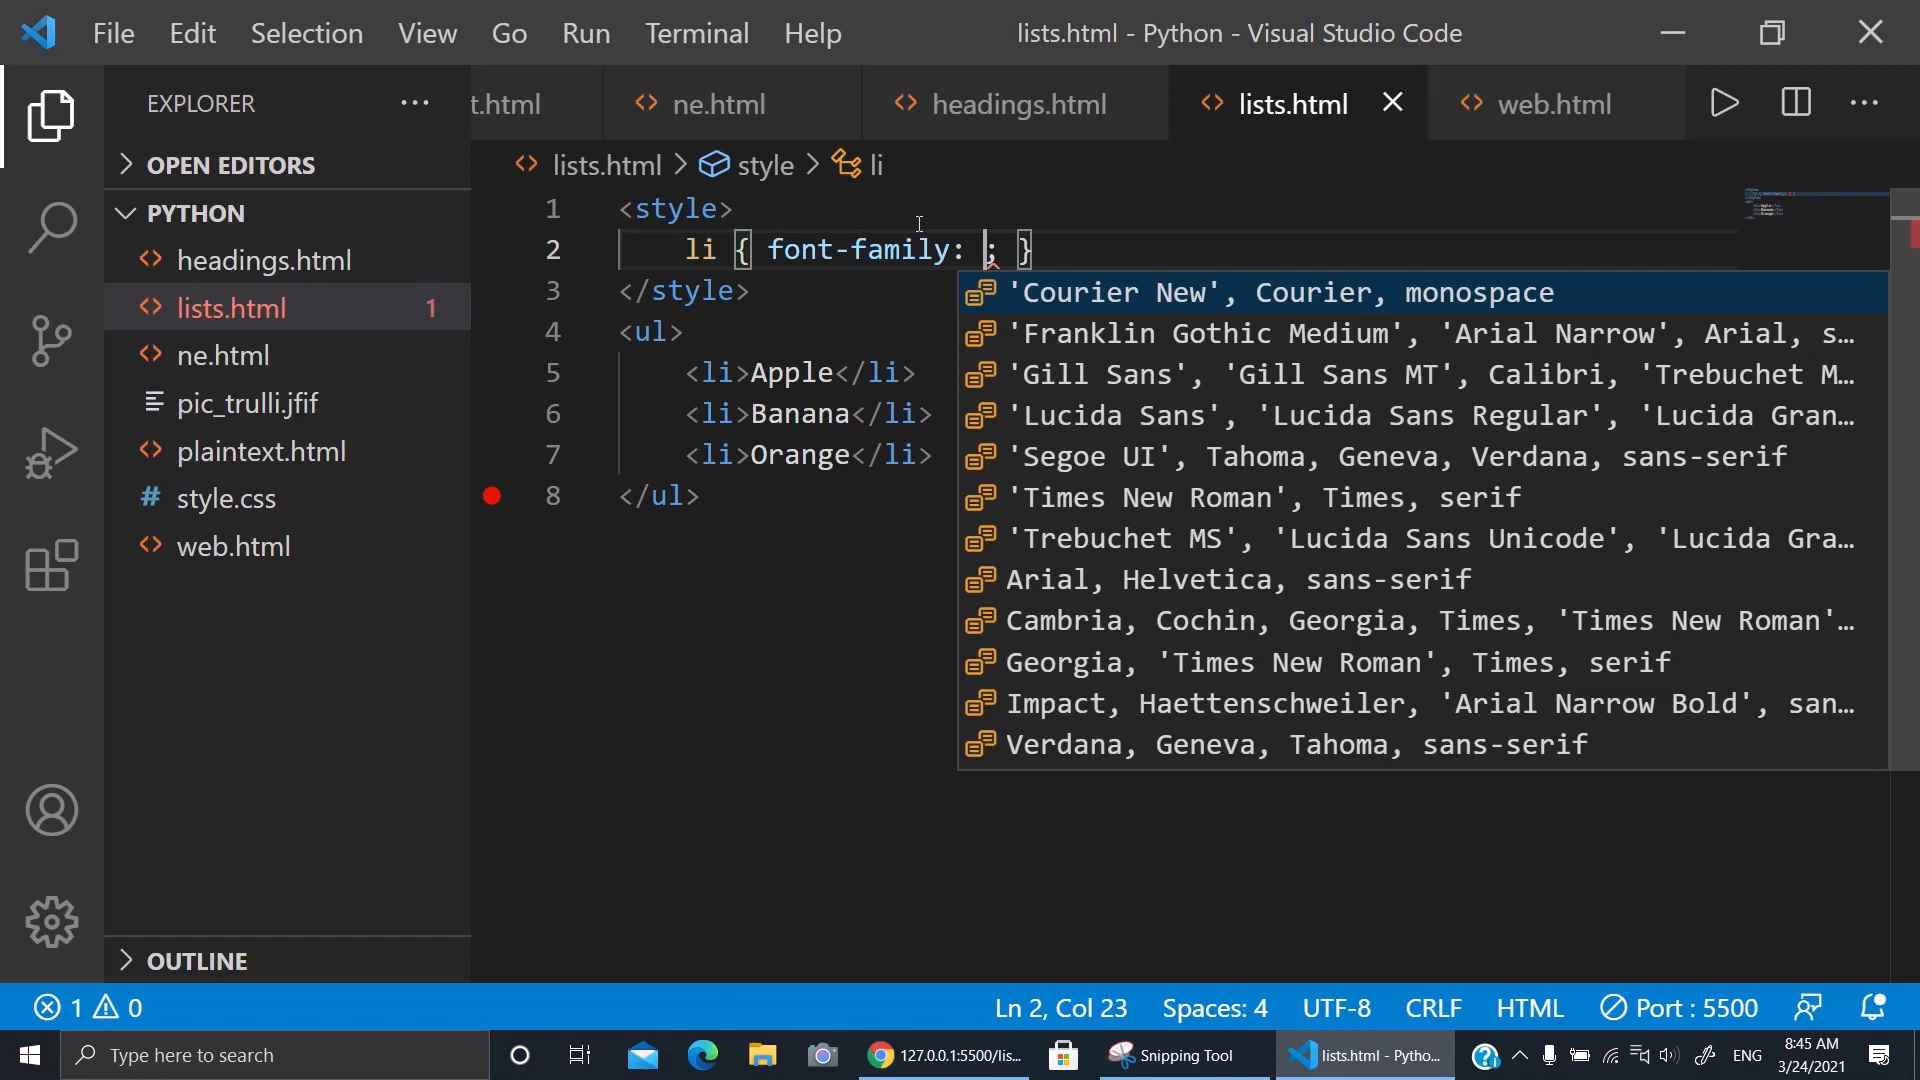 File Edit Selection View Go Run Terminal Help
lists.html - Python - Visual Studio Code
EXPLORER
t.html
ne.html
headings.html
lists.html
web.html
OPEN EDITORS
lists.html > style > li
PYTHON
headings.html
lists.html 1
ne.html
pic_trulli.jfif
plaintext.html
style.css
web.html
1 <style>
2 li { font-family: ; }
3 </style>
4 <ul>
5 <li>Apple</li>
6 <li>Banana</li>
7 <li>Orange</li>
8 </ul>
'Courier New', Courier, monospace
'Franklin Gothic Medium', 'Arial Narrow', Arial, s…
'Gill Sans', 'Gill Sans MT', Calibri, 'Trebuchet M…
'Lucida Sans', 'Lucida Sans Regular', 'Lucida Gran…
'Segoe UI', Tahoma, Geneva, Verdana, sans-serif
'Times New Roman', Times, serif
'Trebuchet MS', 'Lucida Sans Unicode', 'Lucida Gra…
Arial, Helvetica, sans-serif
Cambria, Cochin, Georgia, Times, 'Times New Roman'…
Georgia, 'Times New Roman', Times, serif
Impact, Haettenschweiler, 'Arial Narrow Bold', san…
Verdana, Geneva, Tahoma, sans-serif
OUTLINE
1 0
Ln 2, Col 23 Spaces: 4 UTF-8 CRLF HTML Port : 5500
Type here to search
127.0.0.1:5500/lis...
Snipping Tool
lists.html - Pytho...
ENG
8:45 AM
3/24/2021